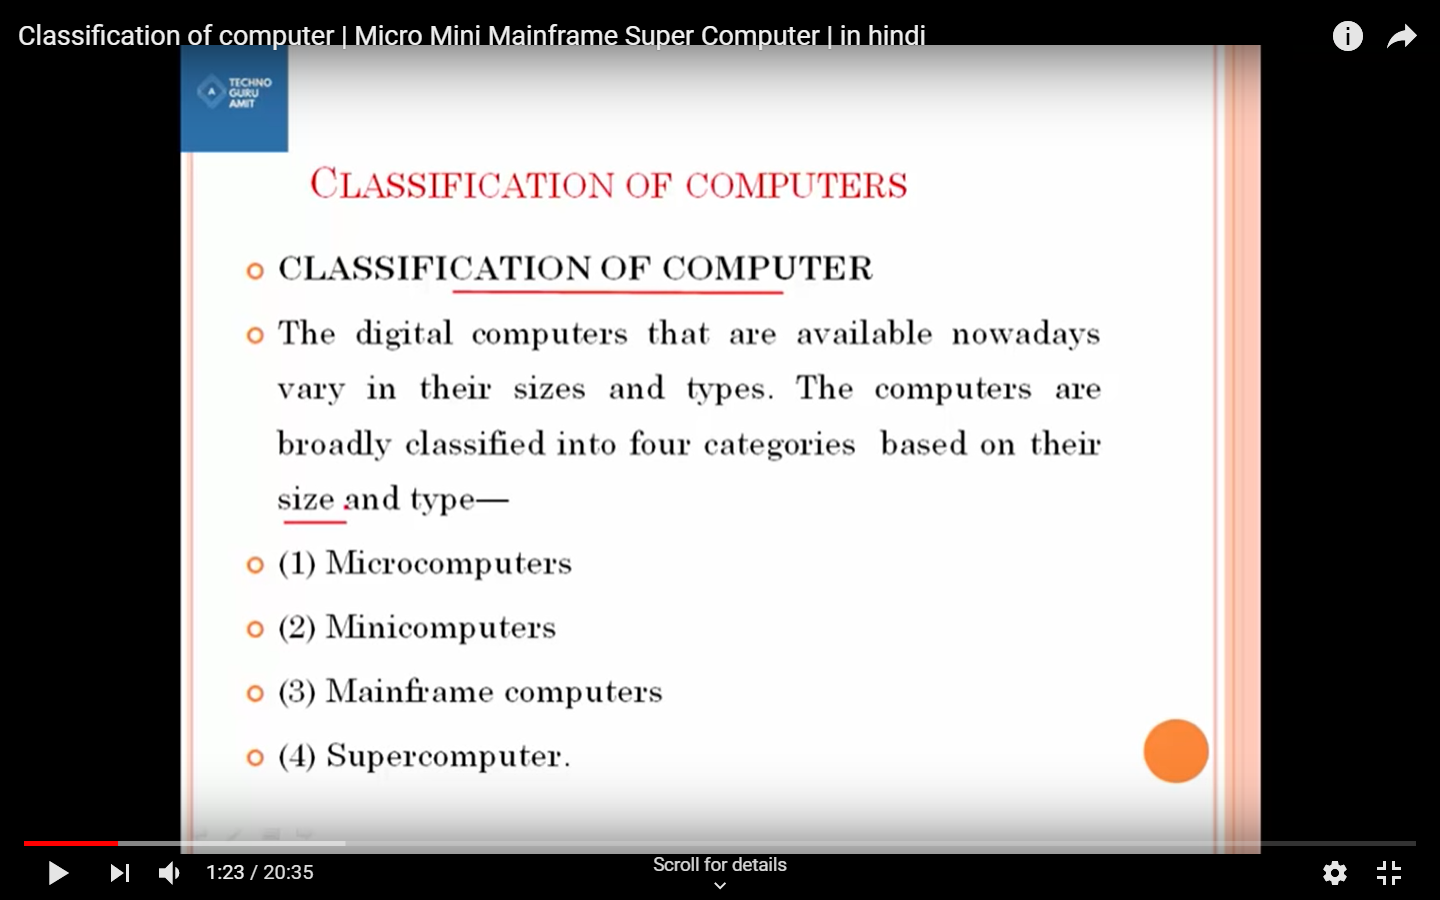 Classification of computer | Micro Mini Mainframe Super Computer | in hindi
A
TECHNO
GURU
AMIT
CLASSIFICATION OF COMPUTERS
CLASSIFICATION OF COMPUTER
The digital computers that are available nowadays
vary in their sizes and types. The computers are
broadly classified into four categories based on their
size and type—
(1) Microcomputers
(2) Minicomputers
(3) Mainframe computers
(4) Supercomputer.
1:23 / 20:35
Scroll for details